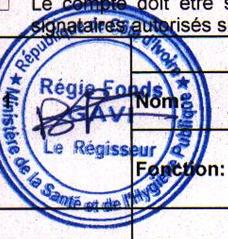 Le compte doit être s
signataires autorisés s
République de Côte d'Ivoire
Régie Fonds
GAVI
Le Régisseur
Ministère de la Santé et de l'Hygiène Publique
Nom:
Fonction: